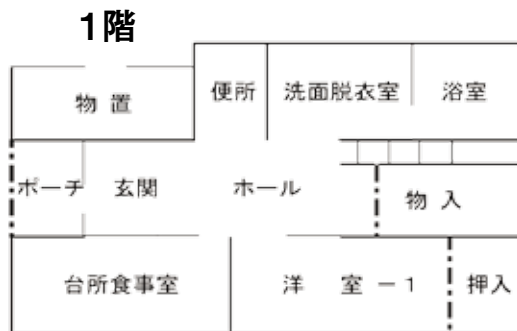 1階
便所 洗面脱衣室 浴室
物置
ポーチ 玄関 ホール 物入
台所食事室 洋室－1 押入